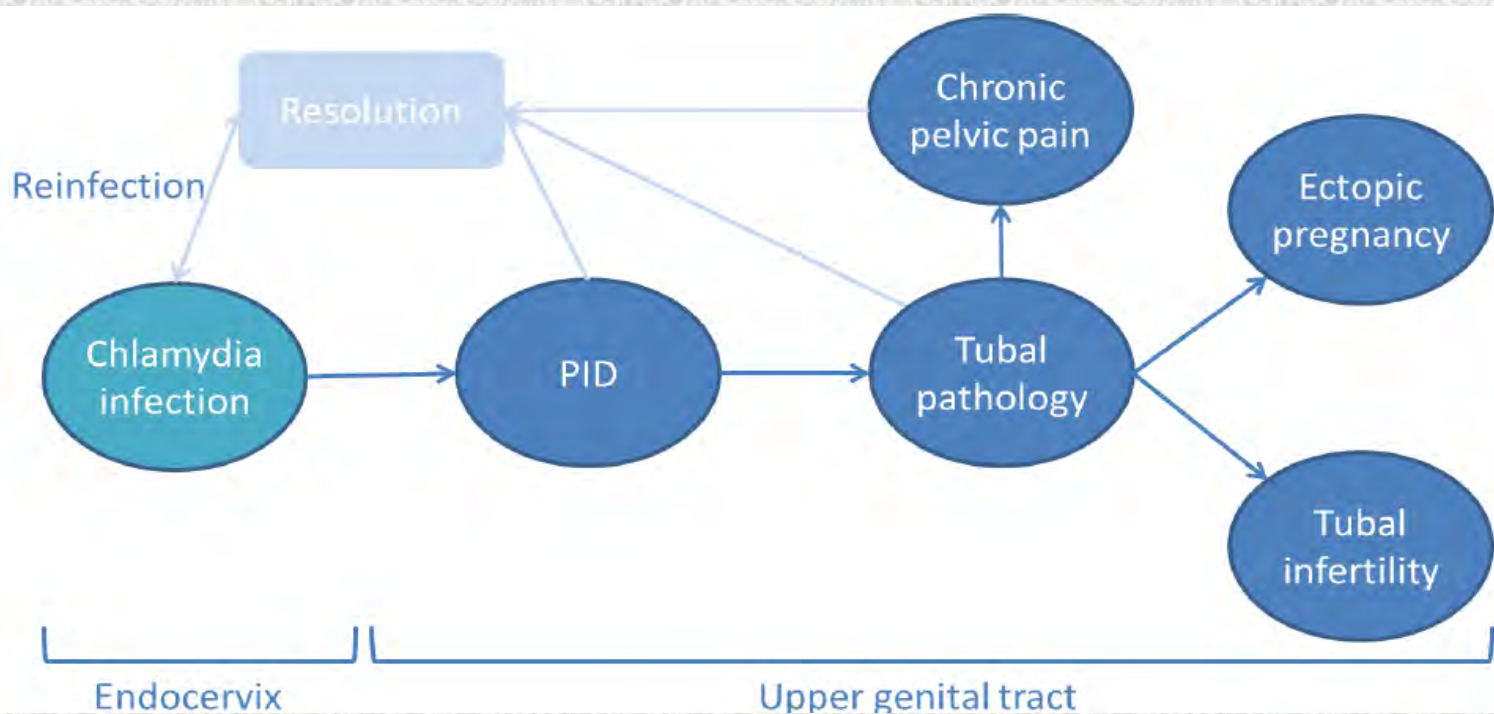 Resolution
Reinfection
Chronic
pelvic pain
Ectopic
pregnancy
Chlamydia
infection
PID
Tubal
pathology
Tubal
infertility
Endocervix
Upper genital tract